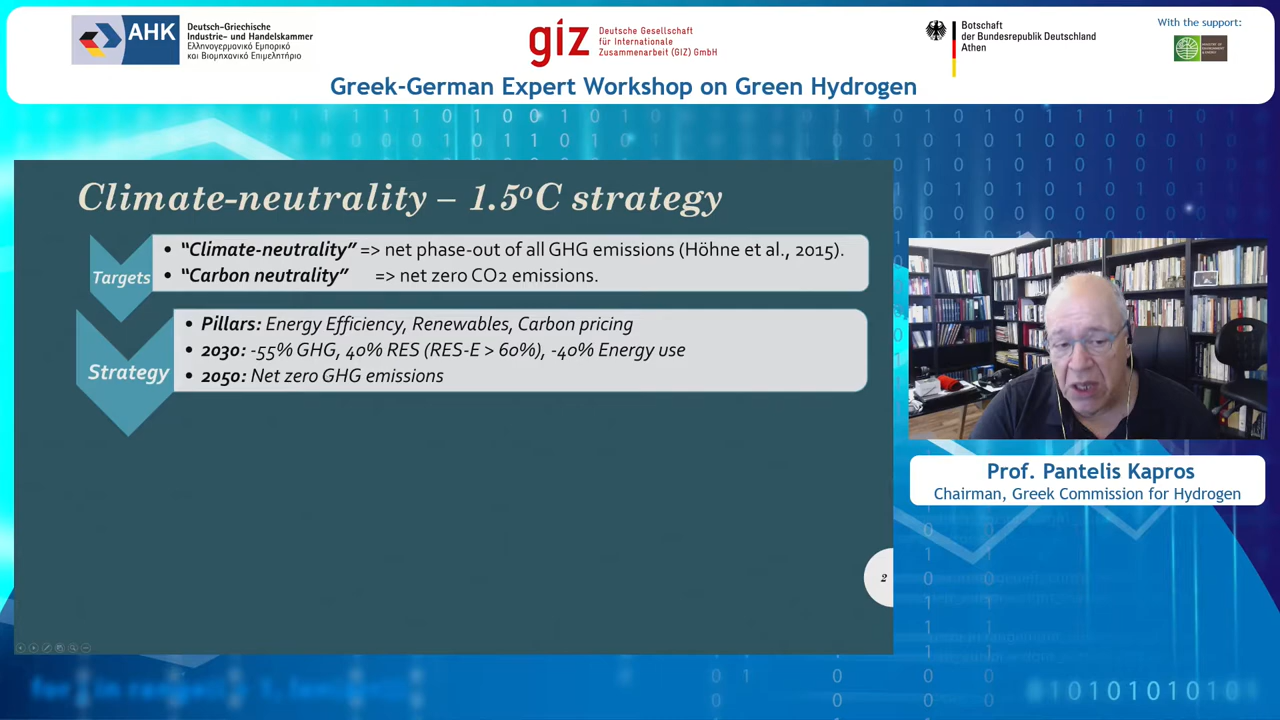 AHK
Deutsch-Griechische
Industrie- und Handelskammer
Ελληνογερμανικό Εμπορικό
και Βιομηχανικό Επιμελητήριο
giz
Deutsche Gesellschaft
für Internationale
Zusammenarbeit (GIZ) GmbH
Botschaft
der Bundesrepublik Deutschland
Athen
With the support:
Greek-German Expert Workshop on Green Hydrogen
Climate-neutrality – 1.5ºC strategy
Targets
• “Climate-neutrality” => net phase-out of all GHG emissions (Höhne et al., 2015).
• “Carbon neutrality” => net zero CO2 emissions.
Strategy
• Pillars: Energy Efficiency, Renewables, Carbon pricing
• 2030: -55% GHG, 40% RES (RES-E > 60%), -40% Energy use
• 2050: Net zero GHG emissions
2
Prof. Pantelis Kapros
Chairman, Greek Commission for Hydrogen